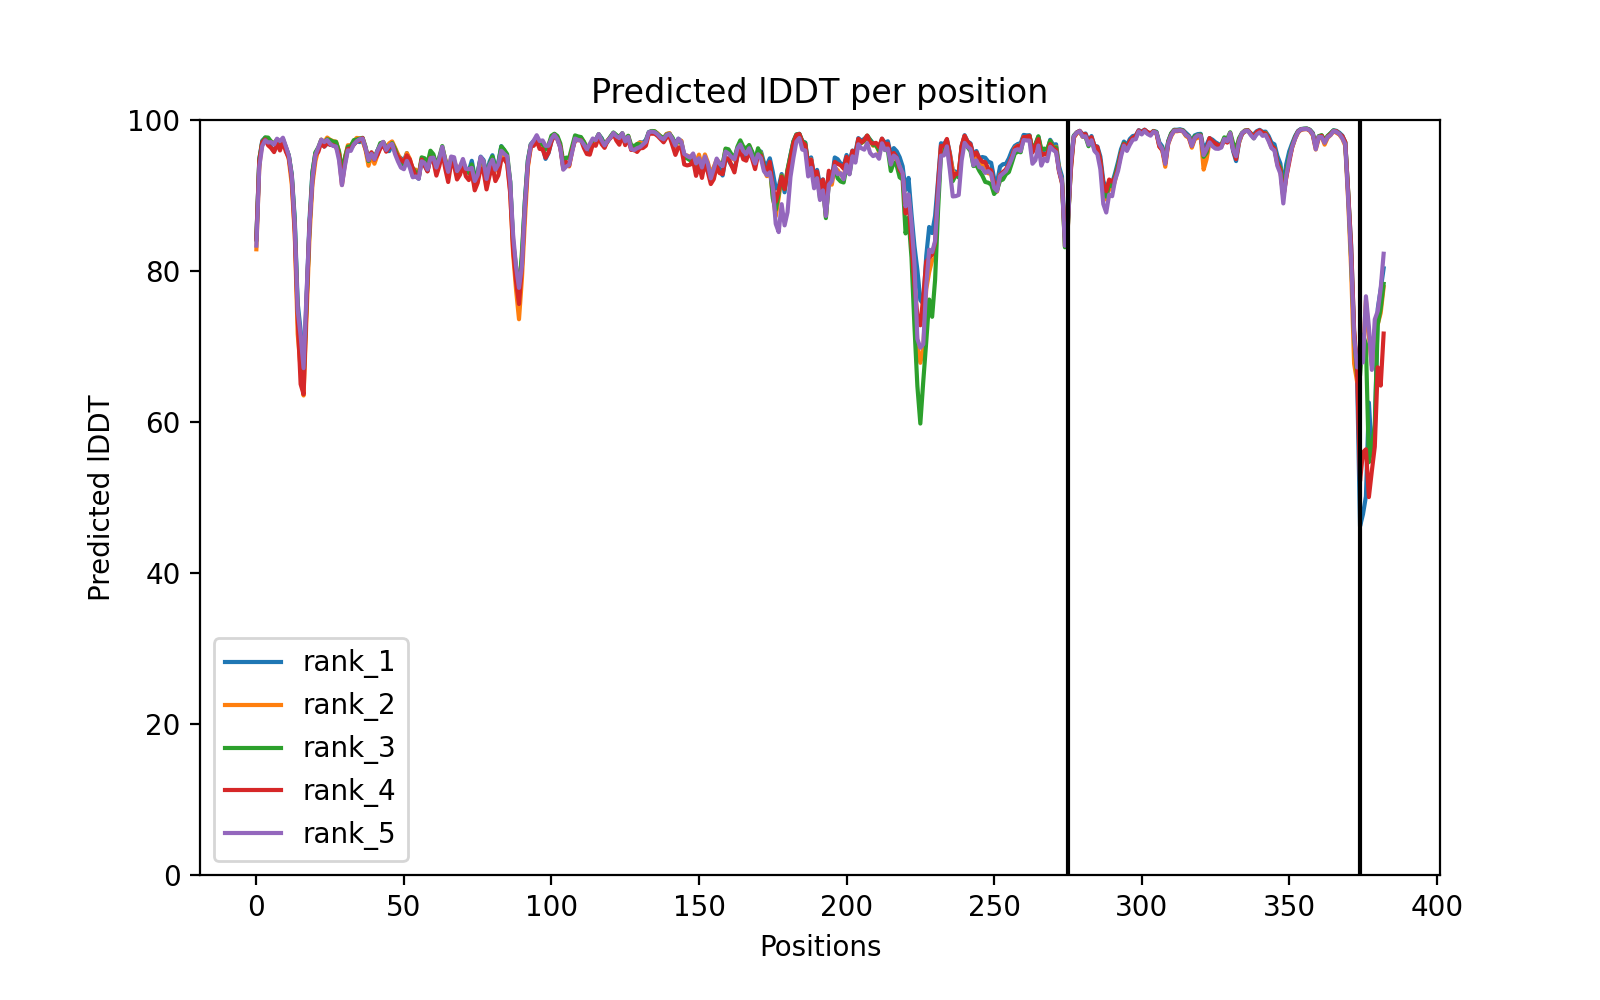 Predicted lDDT per position
100
80
60
40
20
0
Predicted lDDT
rank_1
rank_2
rank_3
rank_4
rank_5
0 50 100 150 200 250 300 350 400
Positions